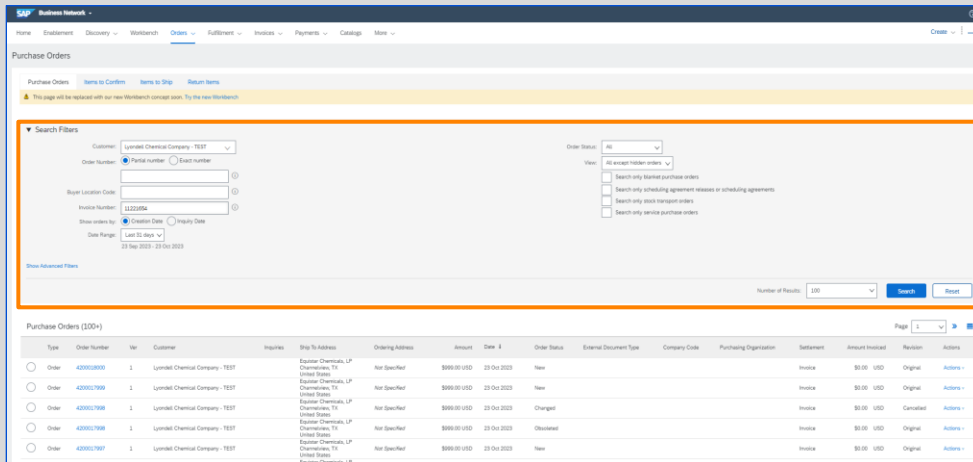 SAP Business Network
Home Enablement Discovery Workbench Orders Fulfillment Invoices Payments Catalogs More Create
Purchase Orders
Purchase Orders Items to Confirm Items to Ship Return Items
This page will be replaced with our new Workbench concept soon. Try the new Workbench
Search Filters
Customer: Lyondell Chemical Company - TEST Order Status: All
Order Number: Partial number Exact number View: All except hidden orders
Search only blanket purchase orders
Buyer Location Code: Search only scheduling agreement releases or scheduling agreements
Search only stock transport orders
Invoice Number: 11221654 Search only service purchase orders
Show orders by: Creation Date Inquiry Date
Date Range: Last 31 days
23 Sep 2023 - 23 Oct 2023
Show Advanced Filters
Number of Results: 100 Search Reset
Purchase Orders (100+) Page 1
Type Order Number Ver Customer Inquiries Ship To Address Ordering Address Amount Date Order Status External Document Type Company Code Purchasing Organization Settlement Amount Invoiced Revision Actions
Order 4200018000 1 Lyondell Chemical Company - TEST Equistar Chemicals, LP Channelview, TX United States Not Specified $999.00 USD 23 Oct 2023 New Invoice $0.00 USD Original Actions
Order 4200017999 1 Lyondell Chemical Company - TEST Equistar Chemicals, LP Channelview, TX United States Not Specified $999.00 USD 23 Oct 2023 New Invoice $0.00 USD Original Actions
Order 4200017998 1 Lyondell Chemical Company - TEST Equistar Chemicals, LP Channelview, TX United States Not Specified $999.00 USD 23 Oct 2023 Changed Invoice $0.00 USD Cancelled Actions
Order 4200017998 1 Lyondell Chemical Company - TEST Equistar Chemicals, LP Channelview, TX United States Not Specified $999.00 USD 23 Oct 2023 Obsoleted Invoice $0.00 USD Original Actions
Order 4200017997 1 Lyondell Chemical Company - TEST Equistar Chemicals, LP Channelview, TX United States Not Specified $999.00 USD 23 Oct 2023 New Invoice $0.00 USD Original Actions